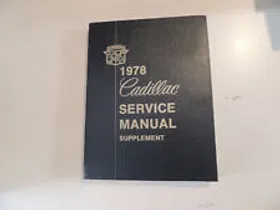 1978
Cadillac
SERVICE
MANUAL
SUPPLEMENT